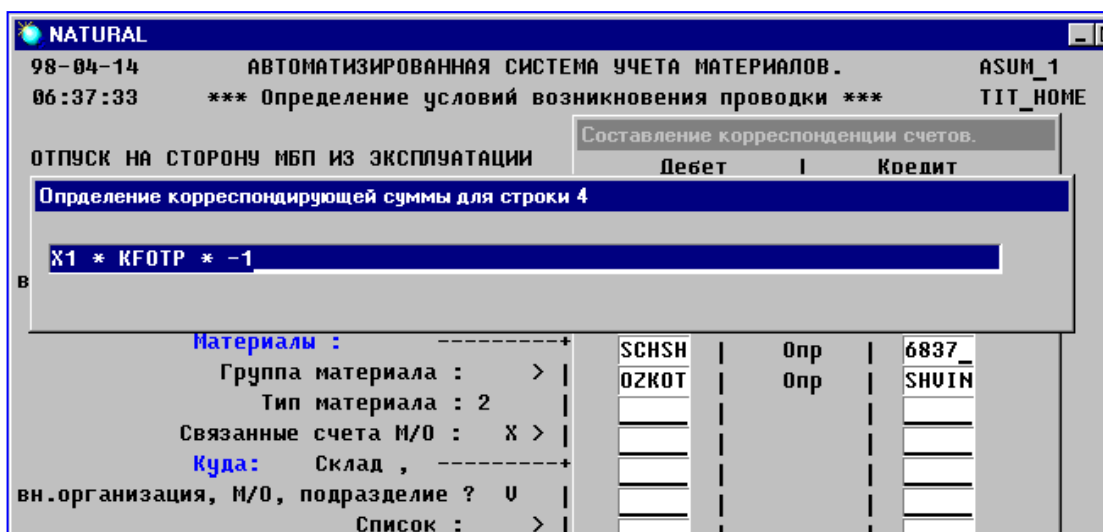 NATURAL
98-04-14 АВТОМАТИЗИРОВАННАЯ СИСТЕМА УЧЕТА МАТЕРИАЛОВ. ASUM_1
06:37:33 *** Определение условий возникновения проводки *** TIT_HOME
Составление корреспонденции счетов.
ОТПУСК НА СТОРОНУ МБП ИЗ ЭКСПЛУАТАЦИИ
Дебет | Кредит
Опрделение корреспондирующей суммы для строки 4
X1 * KFOTP * -1
в
Материалы : ---------+ SCHSH | Опр | 6837_
Группа материала : > | OZKOT | Опр | SHVIN
Тип материала : 2 |
Связанные счета М/О : X > |
Куда: Склад , ---------+
вн.организация, М/О, подразделие ? V |
Список : > |